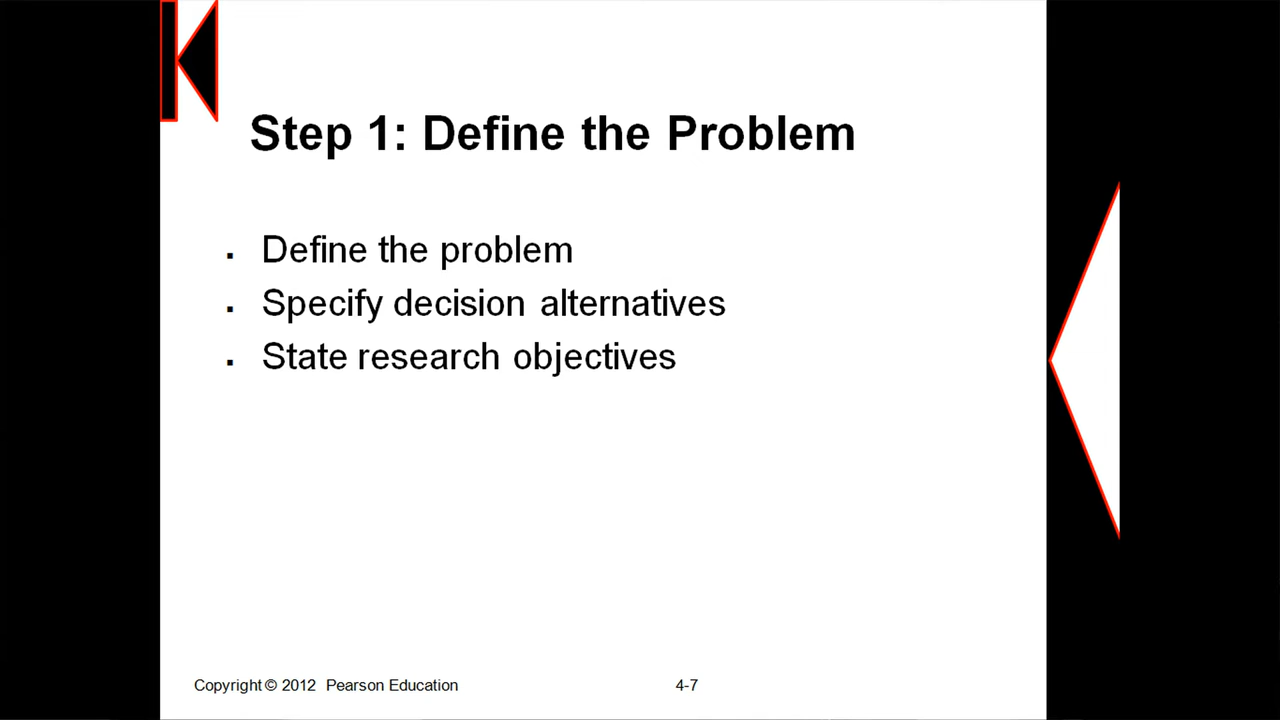 Step 1: Define the Problem
▪ Define the problem
▪ Specify decision alternatives
▪ State research objectives
Copyright © 2012 Pearson Education 4-7